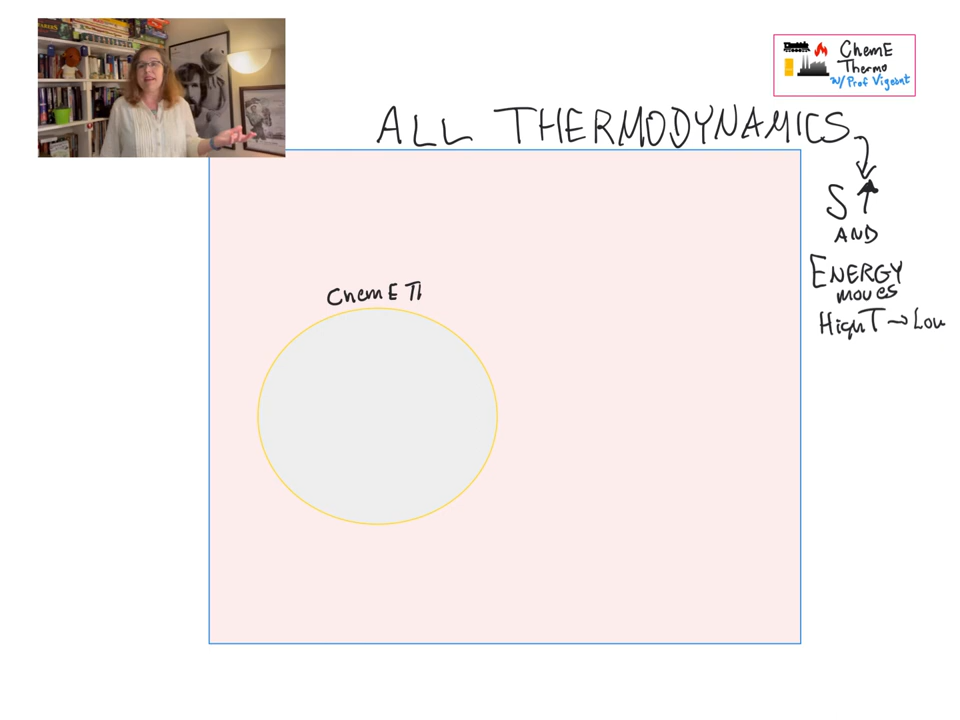 ChemE
Thermo
w/ Prof Vigeant
ALL THERMODYNAMICS
S↑
AND
ENERGY
moves
High T → Low
ChemE Th